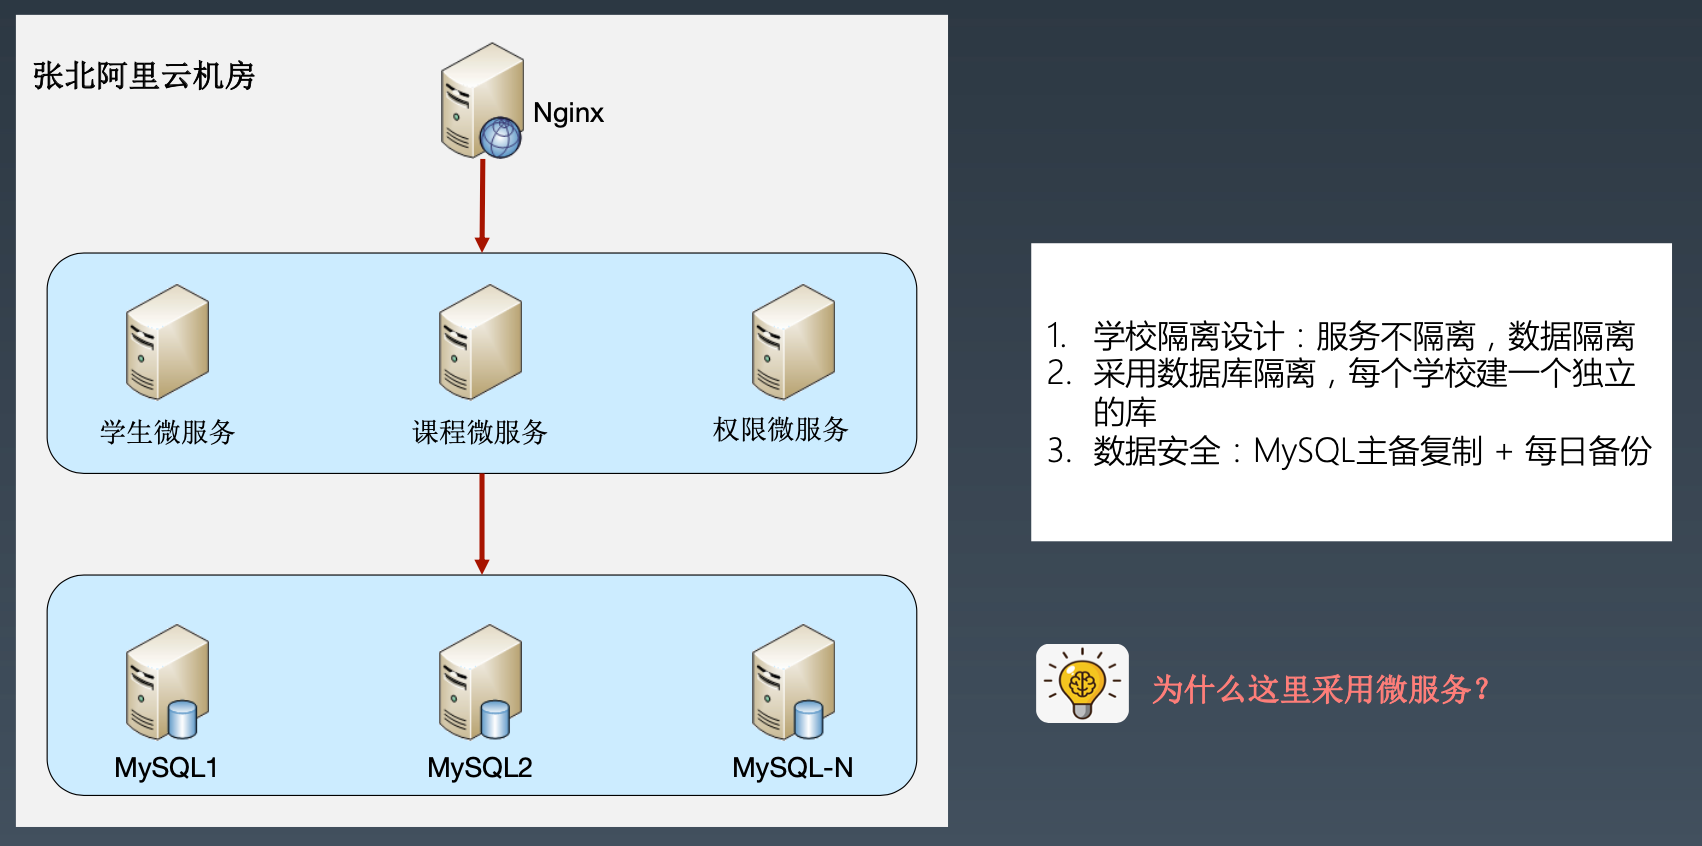 张北阿里云机房
Nginx
学生微服务
课程微服务
权限微服务
MySQL1
MySQL2
MySQL-N
1. 学校隔离设计：服务不隔离，数据隔离
2. 采用数据库隔离，每个学校建一个独立
的库
3. 数据安全：MySQL主备复制 + 每日备份
为什么这里采用微服务？